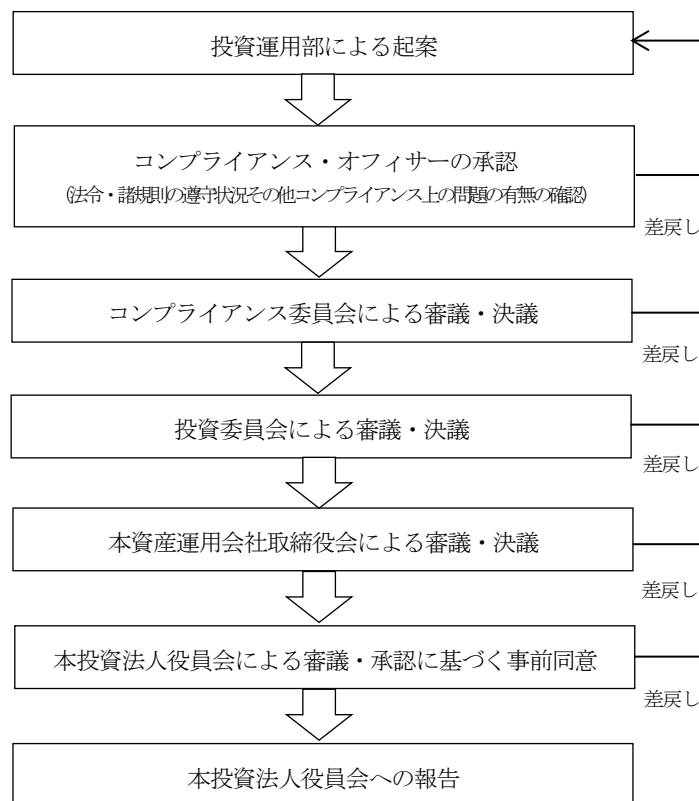 投資運用部による起案
コンプライアンス・オフィサーの承認
(法令・諸規則の遵守状況その他コンプライアンス上の問題の有無の確認)
差戻し
コンプライアンス委員会による審議・決議
差戻し
投資委員会による審議・決議
差戻し
本資産運用会社取締役会による審議・決議
差戻し
本投資法人役員会による審議・承認に基づく事前同意
差戻し
本投資法人役員会への報告